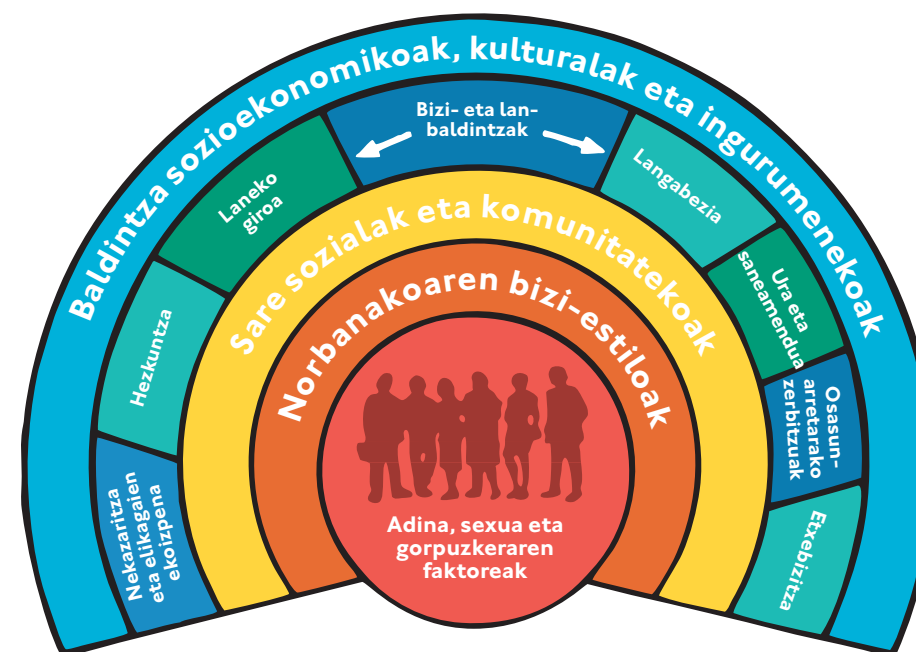 Baldintza sozioekonomikoak, kulturalak eta ingurumenekoak
Bizi- eta lan-
baldintzak
Nekazaritza
eta elikagaien
ekoizpena
Hezkuntza
Laneko
giroa
Langabezia
Ura eta
saneamendua
Osasun-
arretarako
zerbitzuak
Etxebizitza
Sare sozialak eta komunitatekoak
Norbanakoaren bizi-estiloak
Adina, sexua eta
gorpuzkeraren
faktoreak